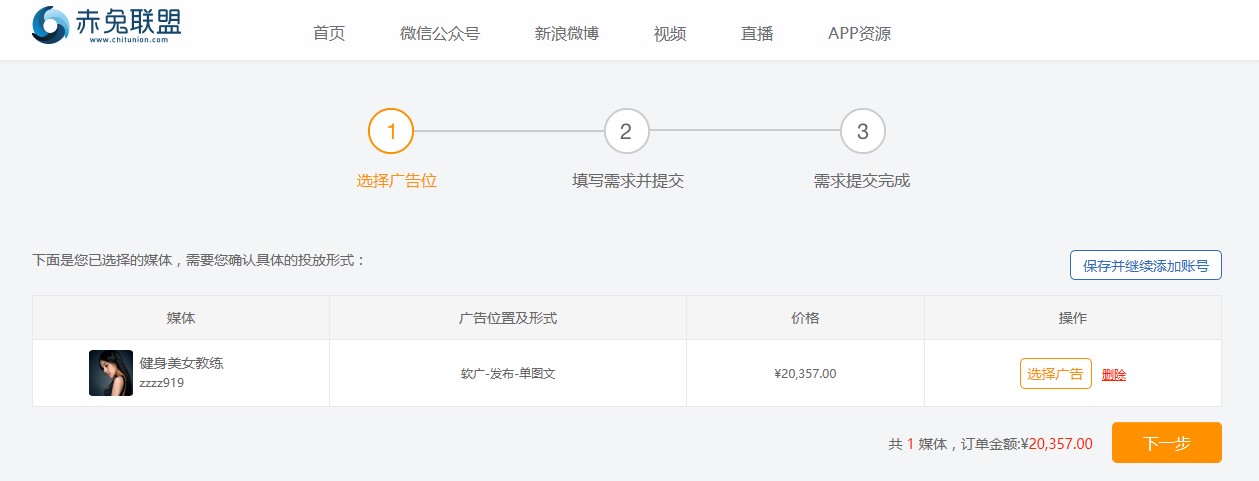 赤兔联盟
www.chitunion.com
首页 微信公众号 新浪微博 视频 直播 APP资源
1 2 3
选择广告位 填写需求并提交 需求提交完成
下面是您已选择的媒体，需要您确认具体的投放形式：
保存并继续添加账号
媒体 广告位置及形式 价格 操作
健身美女教练
zzzz919
软广-发布-单图文 ¥20,357.00 选择广告 删除
共 1 媒体，订单金额:¥20,357.00 下一步